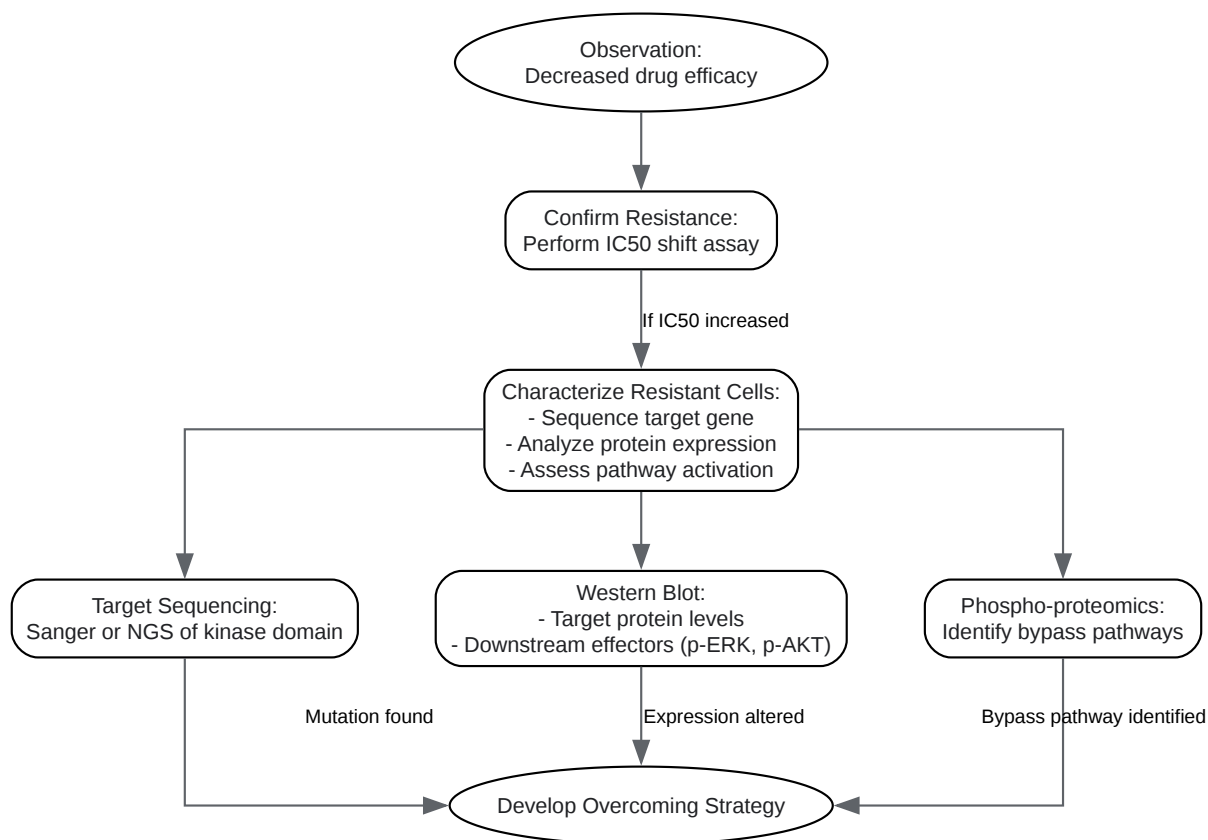 Observation:
Decreased drug efficacy
Confirm Resistance:
Perform IC50 shift assay
If IC50 increased
Characterize Resistant Cells:
- Sequence target gene
- Analyze protein expression
- Assess pathway activation
Target Sequencing:
Sanger or NGS of kinase domain
Western Blot:
- Target protein levels
- Downstream effectors (p-ERK, p-AKT)
Phospho-proteomics:
Identify bypass pathways
Mutation found
Expression altered
Bypass pathway identified
Develop Overcoming Strategy